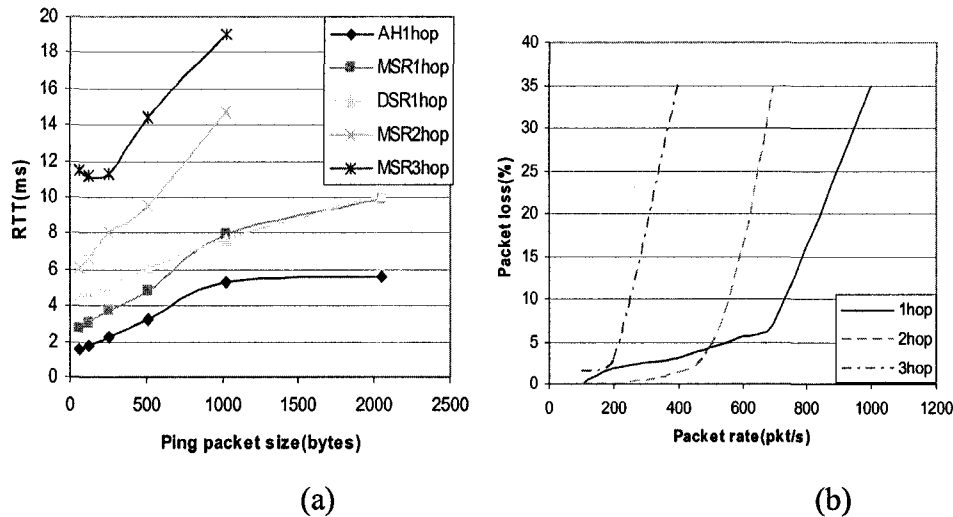 20
18
16
14
12
10
8
6
4
2
0
RTT(ms)
0 500 1000 1500 2000 2500
Ping packet size(bytes)
AH1hop
MSR1hop
DSR1hop
MSR2hop
MSR3hop
(a)
40
35
30
25
20
15
10
5
0
Packet loss(%)
0 200 400 600 800 1000 1200
Packet rate(pkt/s)
1hop
2hop
3hop
(b)